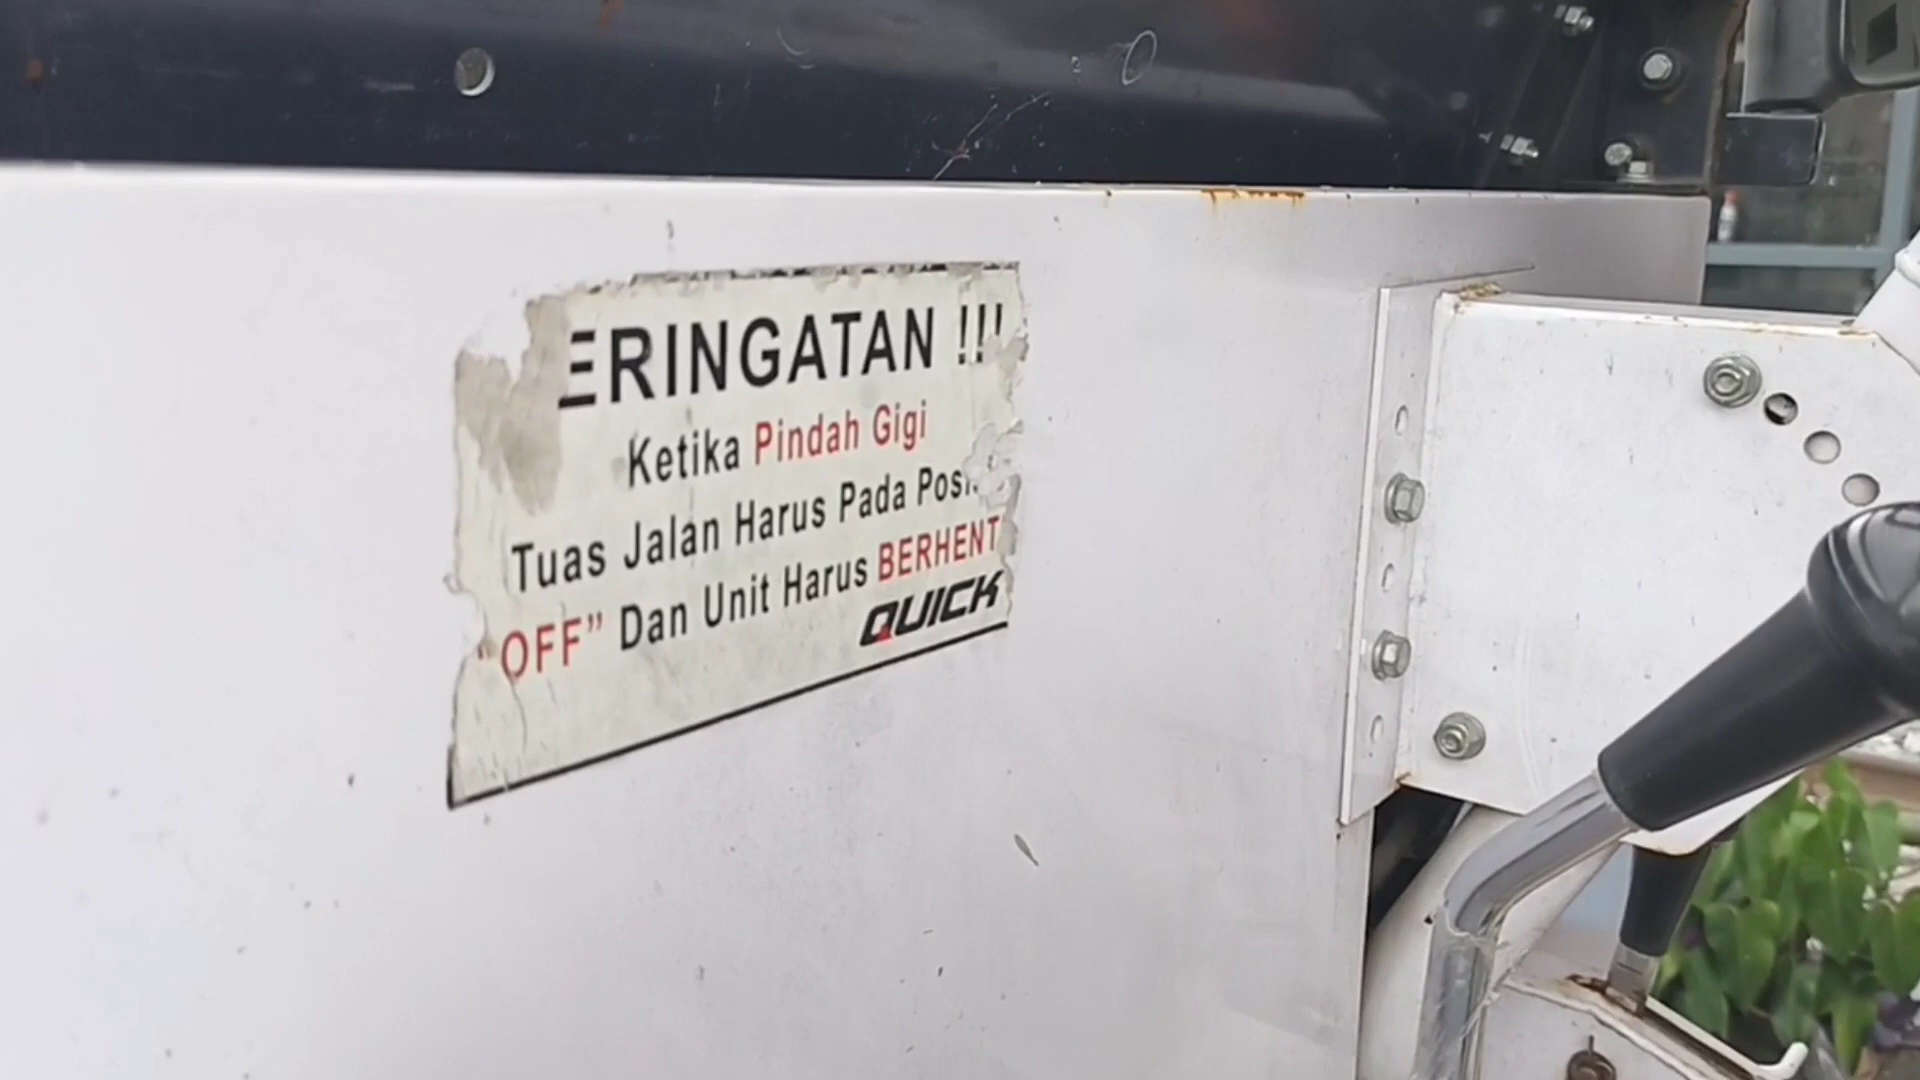 ERINGATAN !!!
Ketika Pindah Gigi
Tuas Jalan Harus Pada Posi
"OFF" Dan Unit Harus BERHENT
QUICK